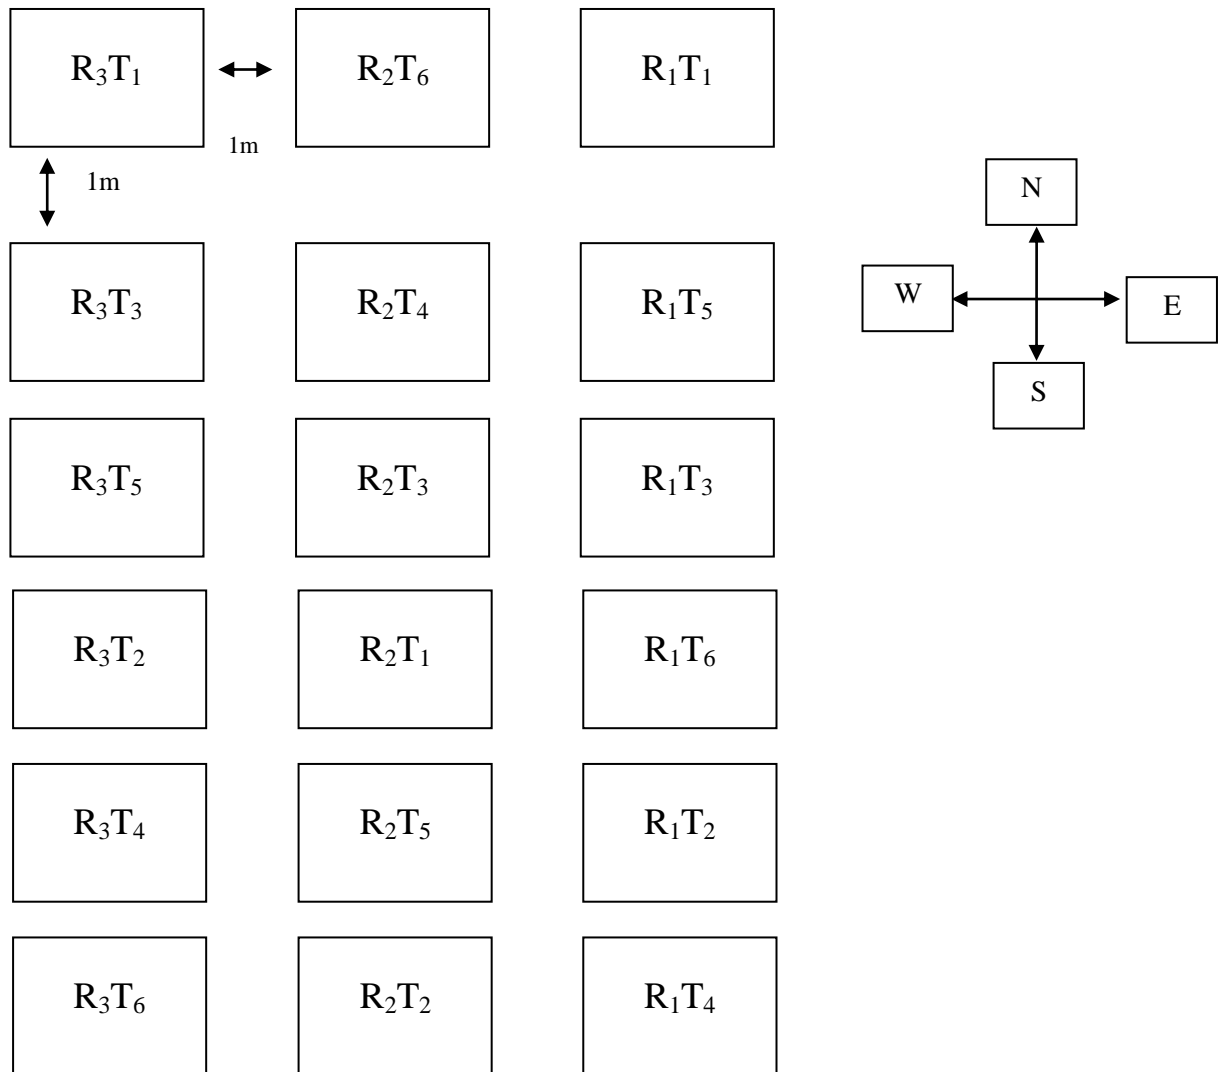 R₃T₁ R₂T₆ R₁T₁
1m
1m
N
R₃T₃ R₂T₄ R₁T₅
W E
S
R₃T₅ R₂T₃ R₁T₃
R₃T₂ R₂T₁ R₁T₆
R₃T₄ R₂T₅ R₁T₂
R₃T₆ R₂T₂ R₁T₄